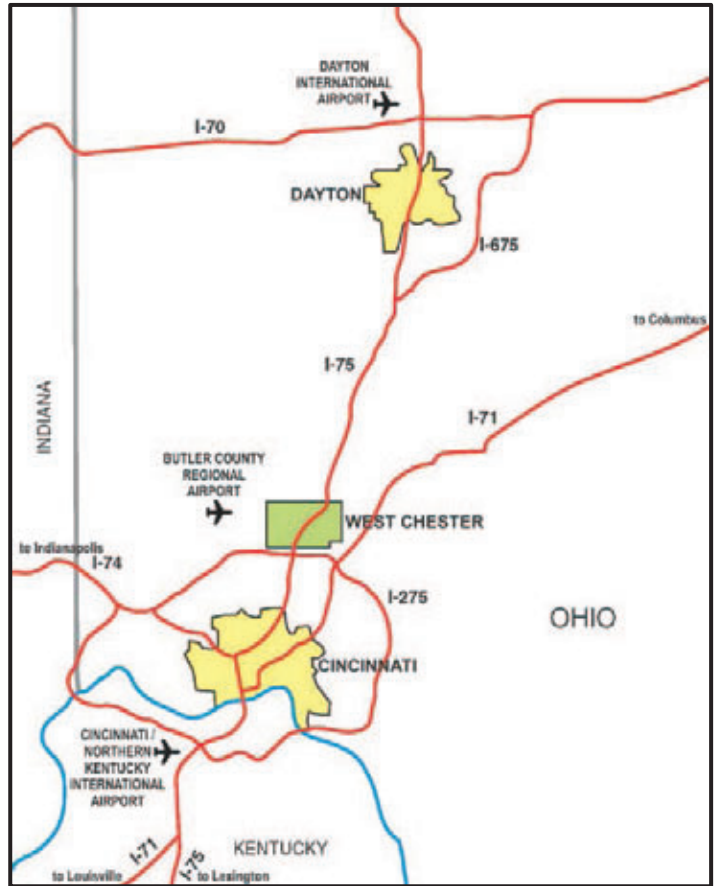 DAYTON
INTERNATIONAL
AIRPORT
I-70
DAYTON
I-675
to Columbus
I-75
I-71
INDIANA
BUTLER COUNTY
REGIONAL
AIRPORT
WEST CHESTER
to Indianapolis
I-74
I-275
OHIO
CINCINNATI
CINCINNATI /
NORTHERN
KENTUCKY
INTERNATIONAL
AIRPORT
I-71
KENTUCKY
to Louisville
I-75
to Lexington